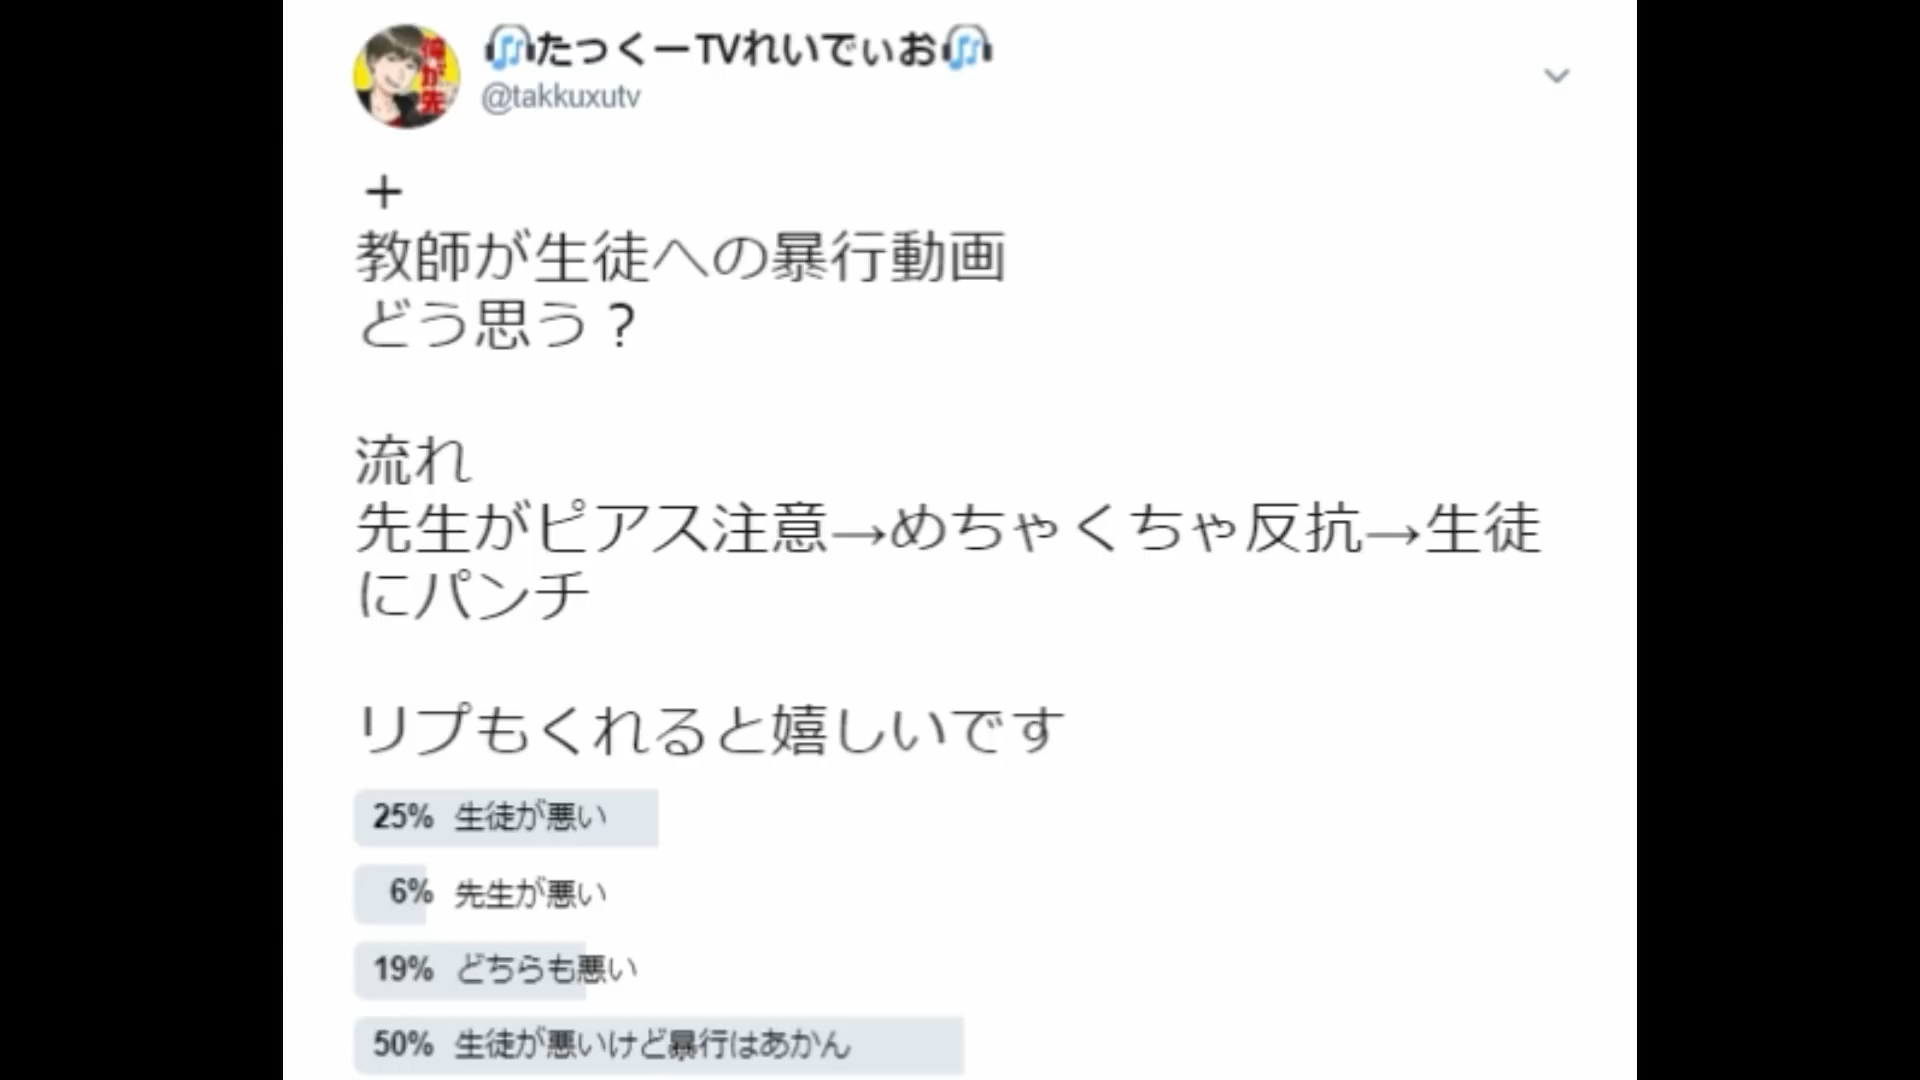 🎧たっくーTVれいでぃお🎧
@takkuxutv
俺が先
+
教師が生徒への暴行動画
どう思う？
流れ
先生がピアス注意→めちゃくちゃ反抗→生徒
にパンチ
リプもくれると嬉しいです
25% 生徒が悪い
6% 先生が悪い
19% どちらも悪い
50% 生徒が悪いけど暴行はあかん